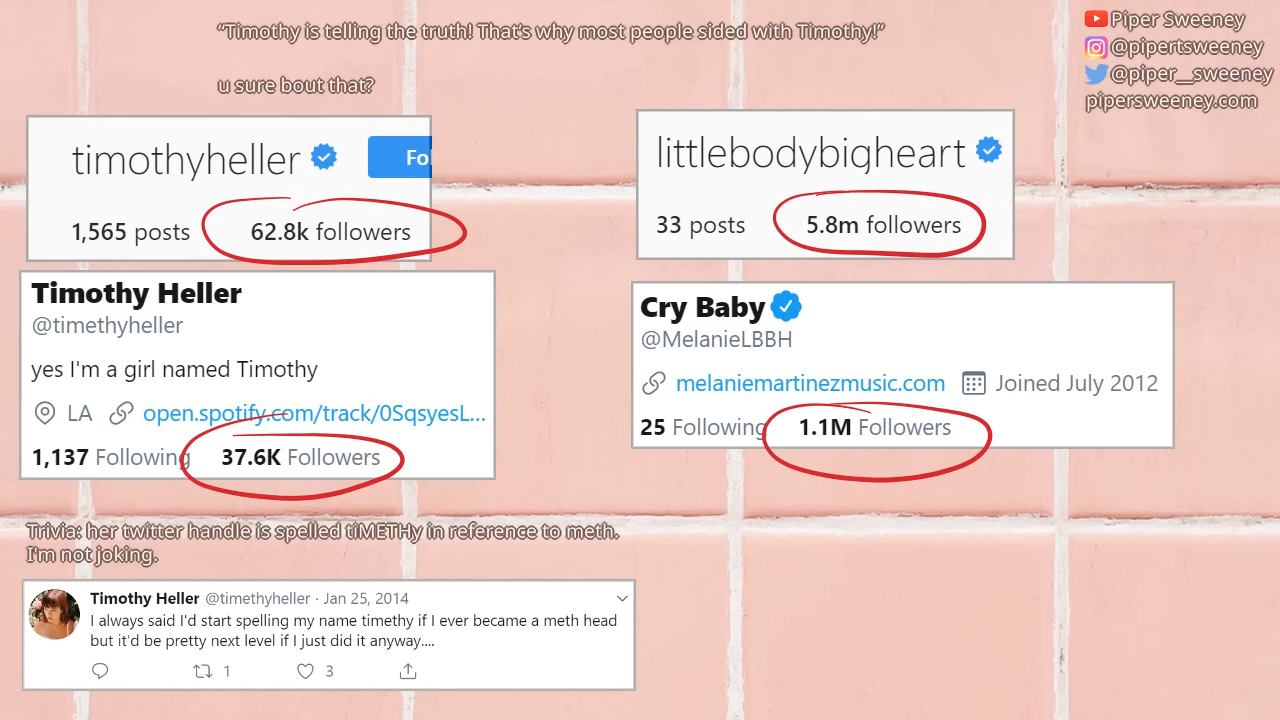 “Timothy is telling the truth! That's why most people sided with Timothy!”
u sure bout that?
Piper Sweeney
@pipertsweeney
@piper__sweeney
pipersweeney.com
timothyheller
Fol
1,565 posts 62.8k followers
littlebodybigheart
33 posts 5.8m followers
Timothy Heller
@timethyheller
yes I'm a girl named Timothy
LA open.spotify.com/track/0SqsyesL...
1,137 Following 37.6K Followers
Cry Baby
@MelanieLBBH
melaniemartinezmusic.com Joined July 2012
25 Following 1.1M Followers
Trivia: her twitter handle is spelled tiMETHy in reference to meth.
I'm not joking.
Timothy Heller @timethyheller · Jan 25, 2014
I always said I'd start spelling my name timethy if I ever became a meth head
but it'd be pretty next level if I just did it anyway....
1 3